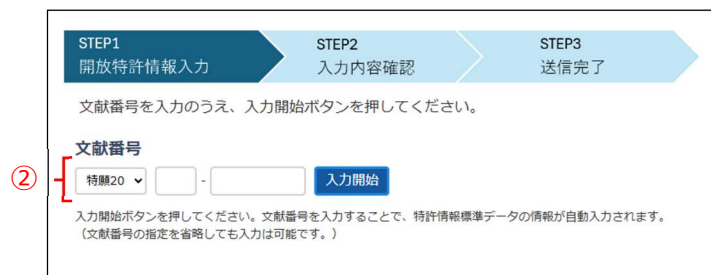 STEP1
開放特許情報入力
STEP2
入力内容確認
STEP3
送信完了
文献番号を入力のうえ、入力開始ボタンを押してください。
文献番号
② 特願20 - 入力開始
入力開始ボタンを押してください。文献番号を入力することで、特許情報標準データの情報が自動入力されます。
（文献番号の指定を省略しても入力は可能です。）